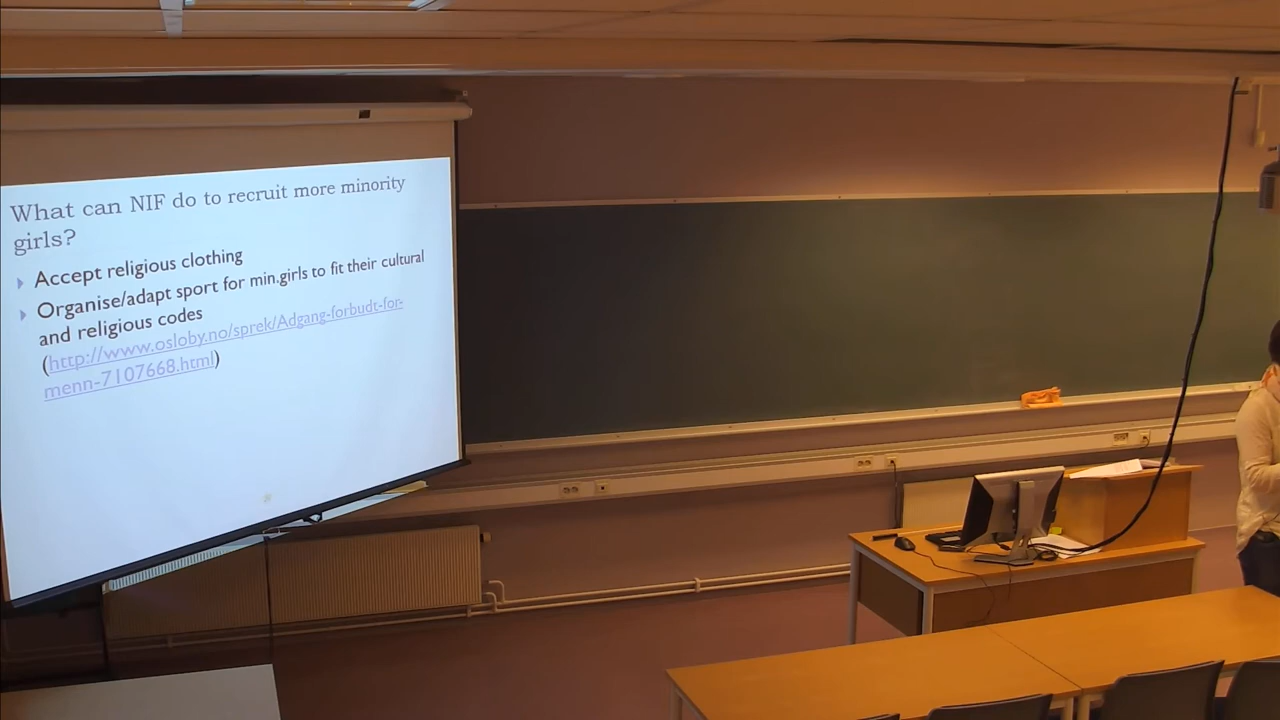 What can NIF do to recruit more minority
girls?
Accept religious clothing
Organise/adapt sport for min.girls to fit their cultural
and religious codes
(http://www.osloby.no/sprek/Adgang-forbudt-for-
menn-7107668.html)